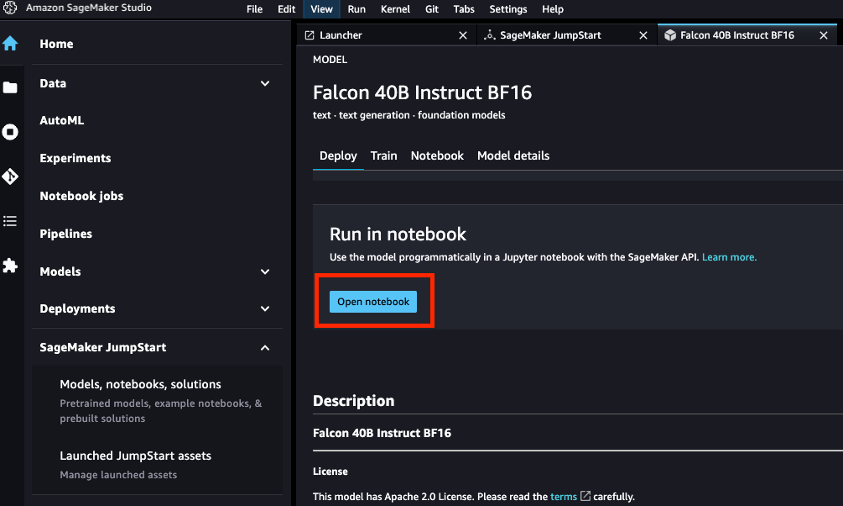 Amazon SageMaker Studio
File Edit View Run Kernel Git Tabs Settings Help
Home
Data
AutoML
Experiments
Notebook jobs
Pipelines
Models
Deployments
SageMaker JumpStart
Models, notebooks, solutions
Pretrained models, example notebooks, &
prebuilt solutions
Launched JumpStart assets
Manage launched assets
Launcher
SageMaker JumpStart
Falcon 40B Instruct BF16
MODEL
Falcon 40B Instruct BF16
text · text generation · foundation models
Deploy Train Notebook Model details
Run in notebook
Use the model programmatically in a Jupyter notebook with the SageMaker API. Learn more.
Open notebook
Description
Falcon 40B Instruct BF16
License
This model has Apache 2.0 License. Please read the terms carefully.